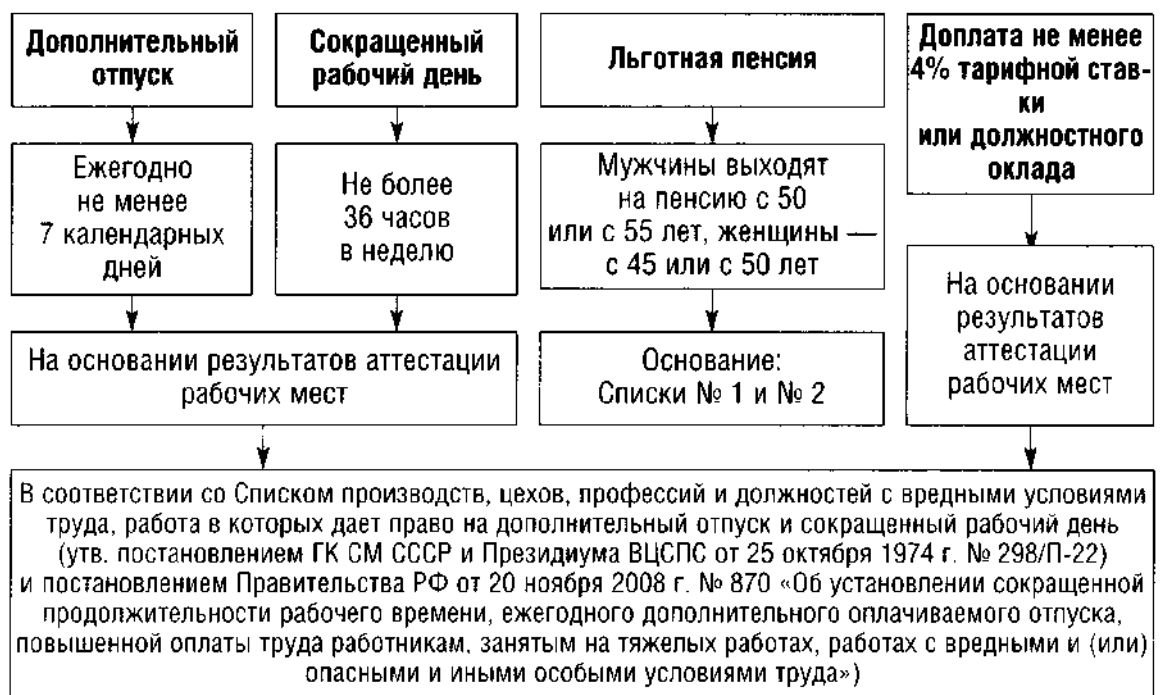 Дополнительный
отпуск
Ежегодно
не менее
7 календарных
дней
Сокращенный
рабочий день
Не более
36 часов
в неделю
На основании результатов аттестации
рабочих мест
Льготная пенсия
Мужчины выходят
на пенсию с 50
или с 55 лет, женщины —
с 45 или с 50 лет
Основание:
Списки № 1 и № 2
Доплата не менее
4% тарифной став-
ки
или должностного
оклада
На основании
результатов
аттестации
рабочих мест
В соответствии со Списком производств, цехов, профессий и должностей с вредными условиями
труда, работа в которых дает право на дополнительный отпуск и сокращенный рабочий день
(утв. постановлением ГК СМ СССР и Президиума ВЦСПС от 25 октября 1974 г. № 298/П-22)
и постановлением Правительства РФ от 20 ноября 2008 г. № 870 «Об установлении сокращенной
продолжительности рабочего времени, ежегодного дополнительного оплачиваемого отпуска,
повышенной оплаты труда работникам, занятым на тяжелых работах, работах с вредными и (или)
опасными и иными особыми условиями труда»)